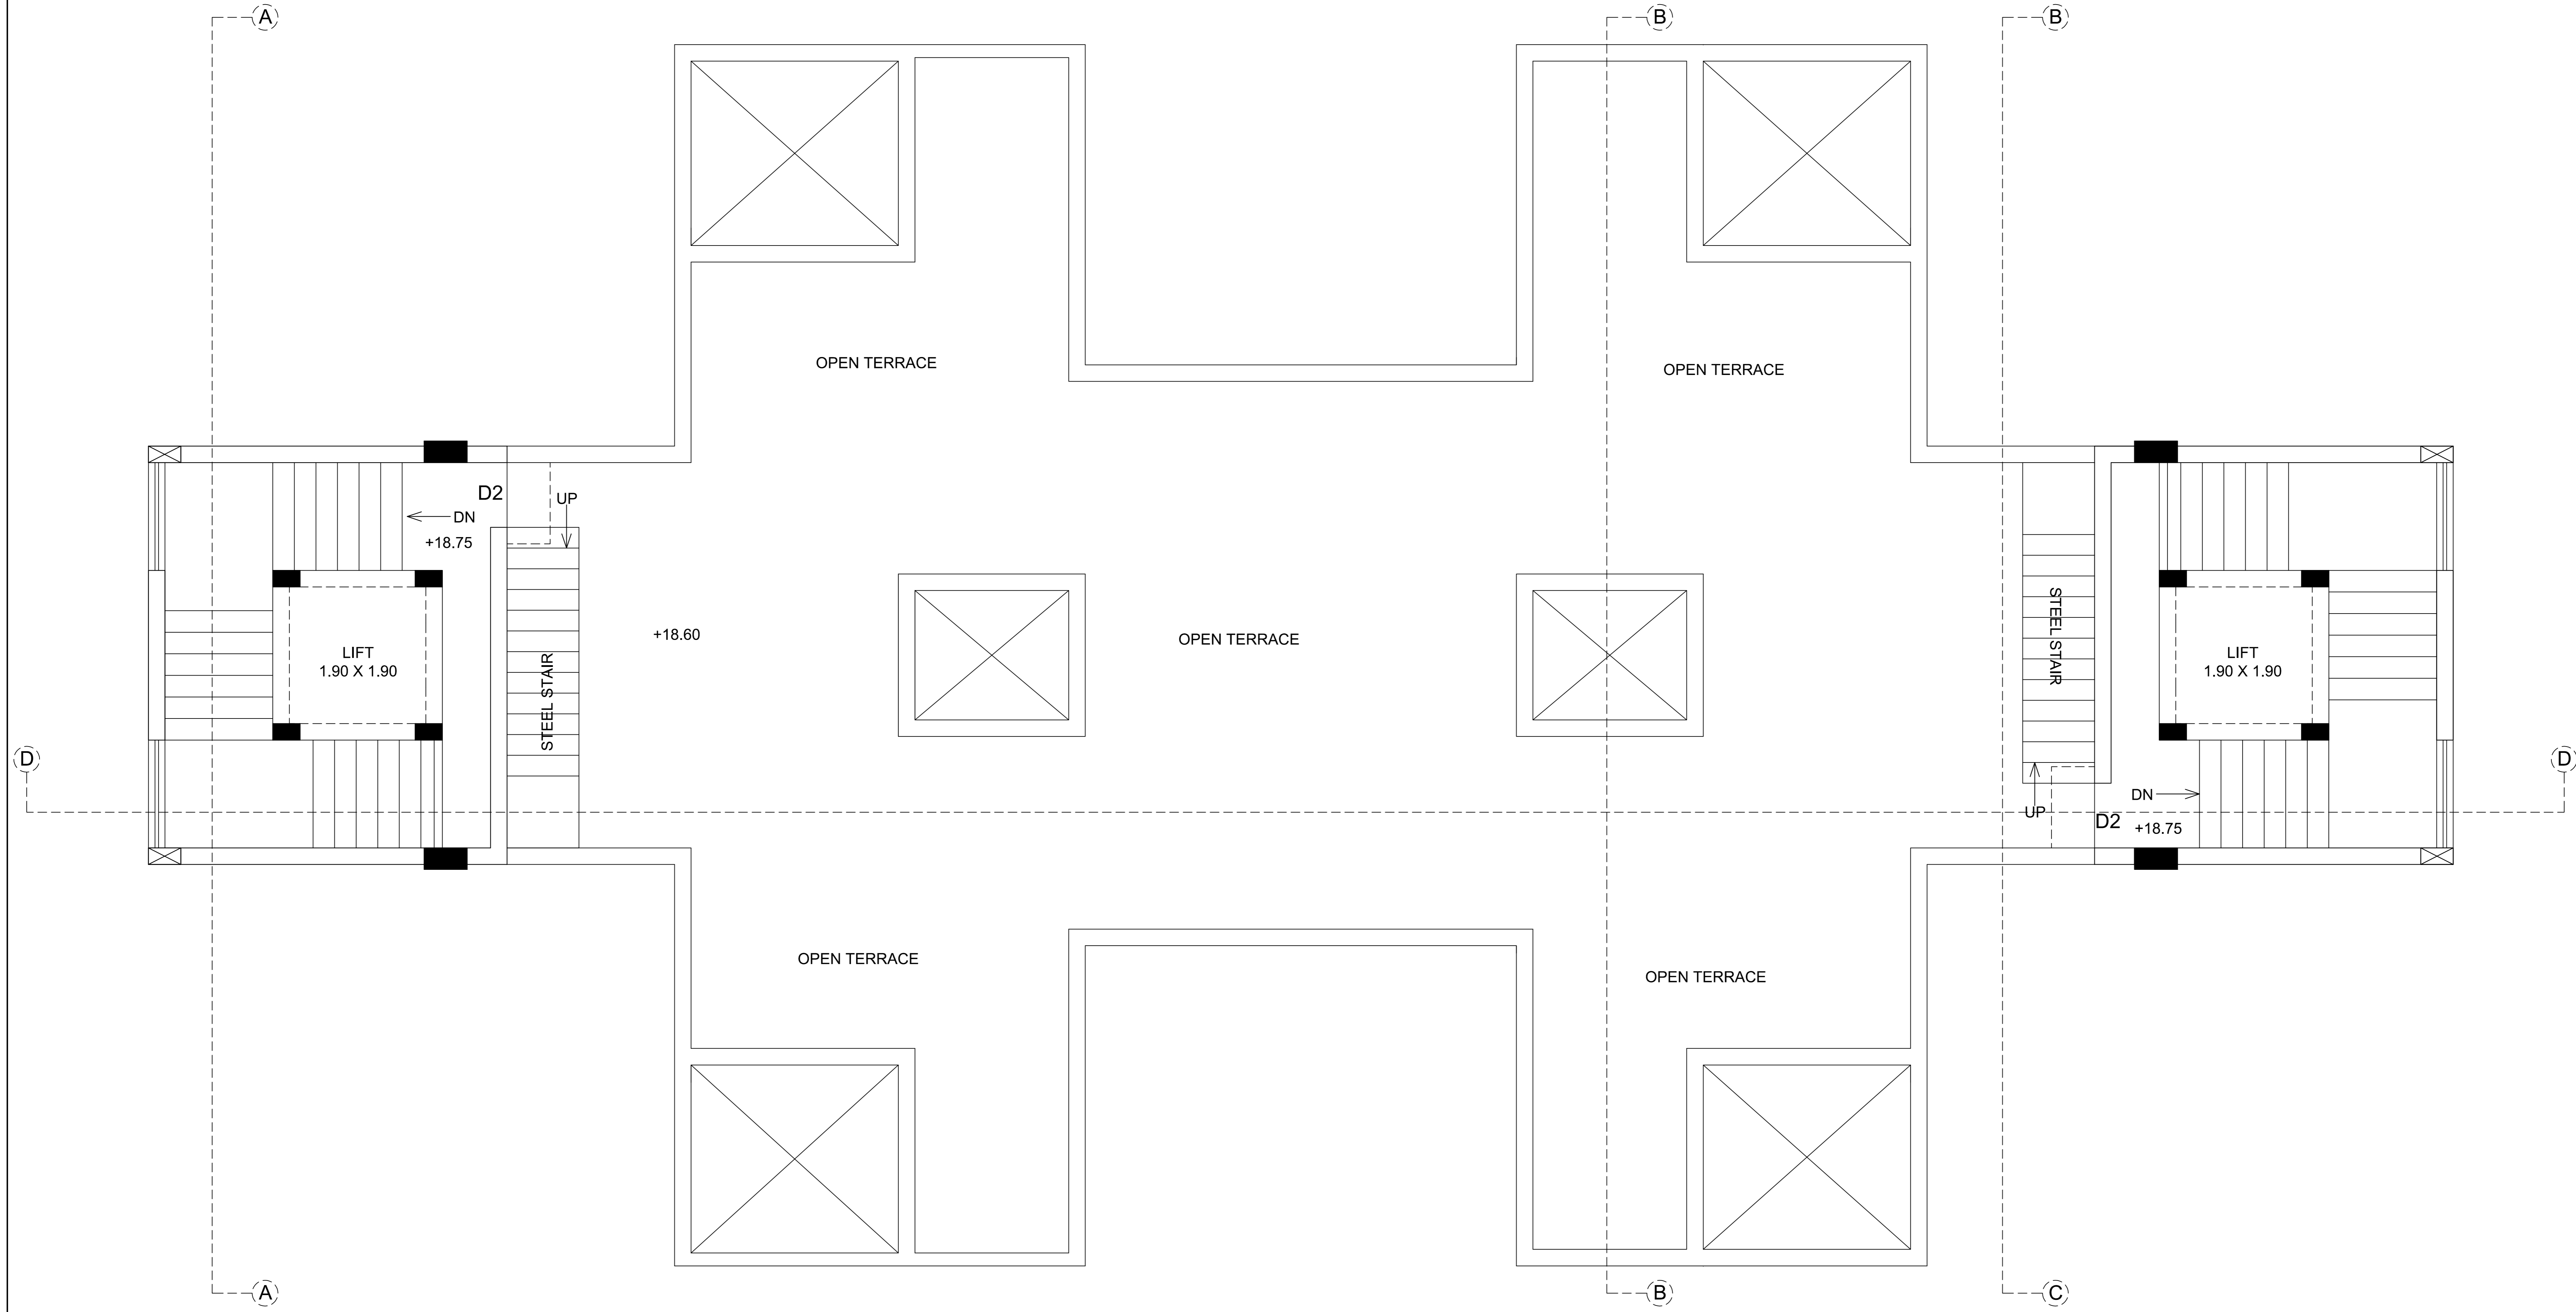 A
B
B
OPEN TERRACE
OPEN TERRACE
D2
UP
DN
+18.75
STEEL STAIR
+18.60
OPEN TERRACE
STEEL STAIR
LIFT
1.90 X 1.90
LIFT
1.90 X 1.90
D
D
DN
UP
D2
+18.75
OPEN TERRACE
OPEN TERRACE
A
B
C